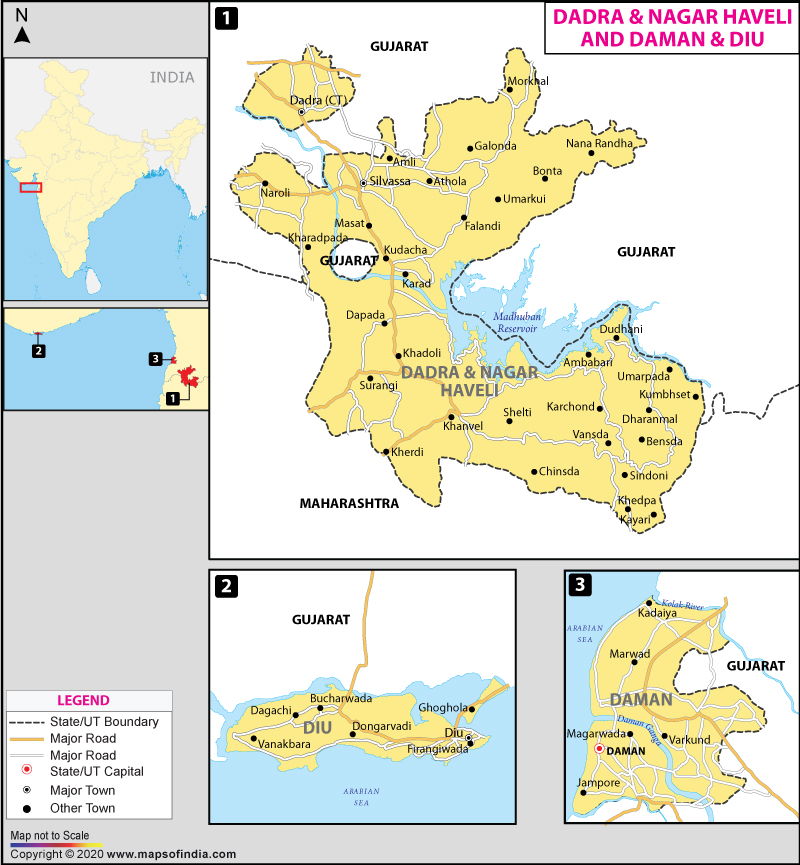 N
INDIA
2
3
1
1
DADRA & NAGAR HAVELI
AND DAMAN & DIU
GUJARAT
Morkhal
Dadra (CT)
Nana Randha
Galonda
Amli
Bonta
Silvassa
Athola
Naroli
Umarkui
Masat
Falandi
Kharadpada
Kudacha
GUJARAT
GUJARAT
Karad
Dapada
Madhuban
Reservoir
Dudhani
Khadoli
Ambabari
DADRA & NAGAR
HAVELI
Umarpada
Surangi
Kumbhset
Shelti
Karchond
Dharanmal
Khanvel
Vansda
Bensda
Kherdi
Chinsda
Sindoni
MAHARASHTRA
Khedpa
Kayari
2
GUJARAT
Bucharwada
Dagachi
Ghoghola
DIU
Dongarvadi
Diu
Vanakbara
Firangiwada
ARABIAN
SEA
3
Kolak River
Kadaiya
ARABIAN
SEA
Marwad
GUJARAT
DAMAN
Daman Ganga
Magarwada
Varkund
DAMAN
Jampore
LEGEND
State/UT Boundary
Major Road
Major Road
State/UT Capital
Major Town
Other Town
Map not to Scale
Copyright © 2020 www.mapsofindia.com